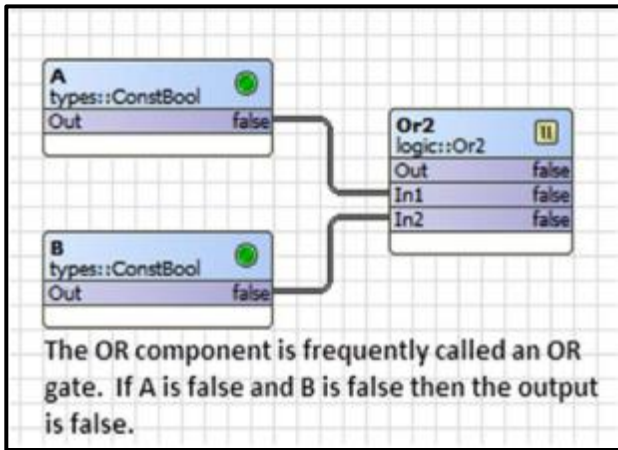 A
types::ConstBool
Out false
Or2
logic::Or2
Out false
In1 false
In2 false
B
types::ConstBool
Out false
The OR component is frequently called an OR
gate. If A is false and B is false then the output
is false.